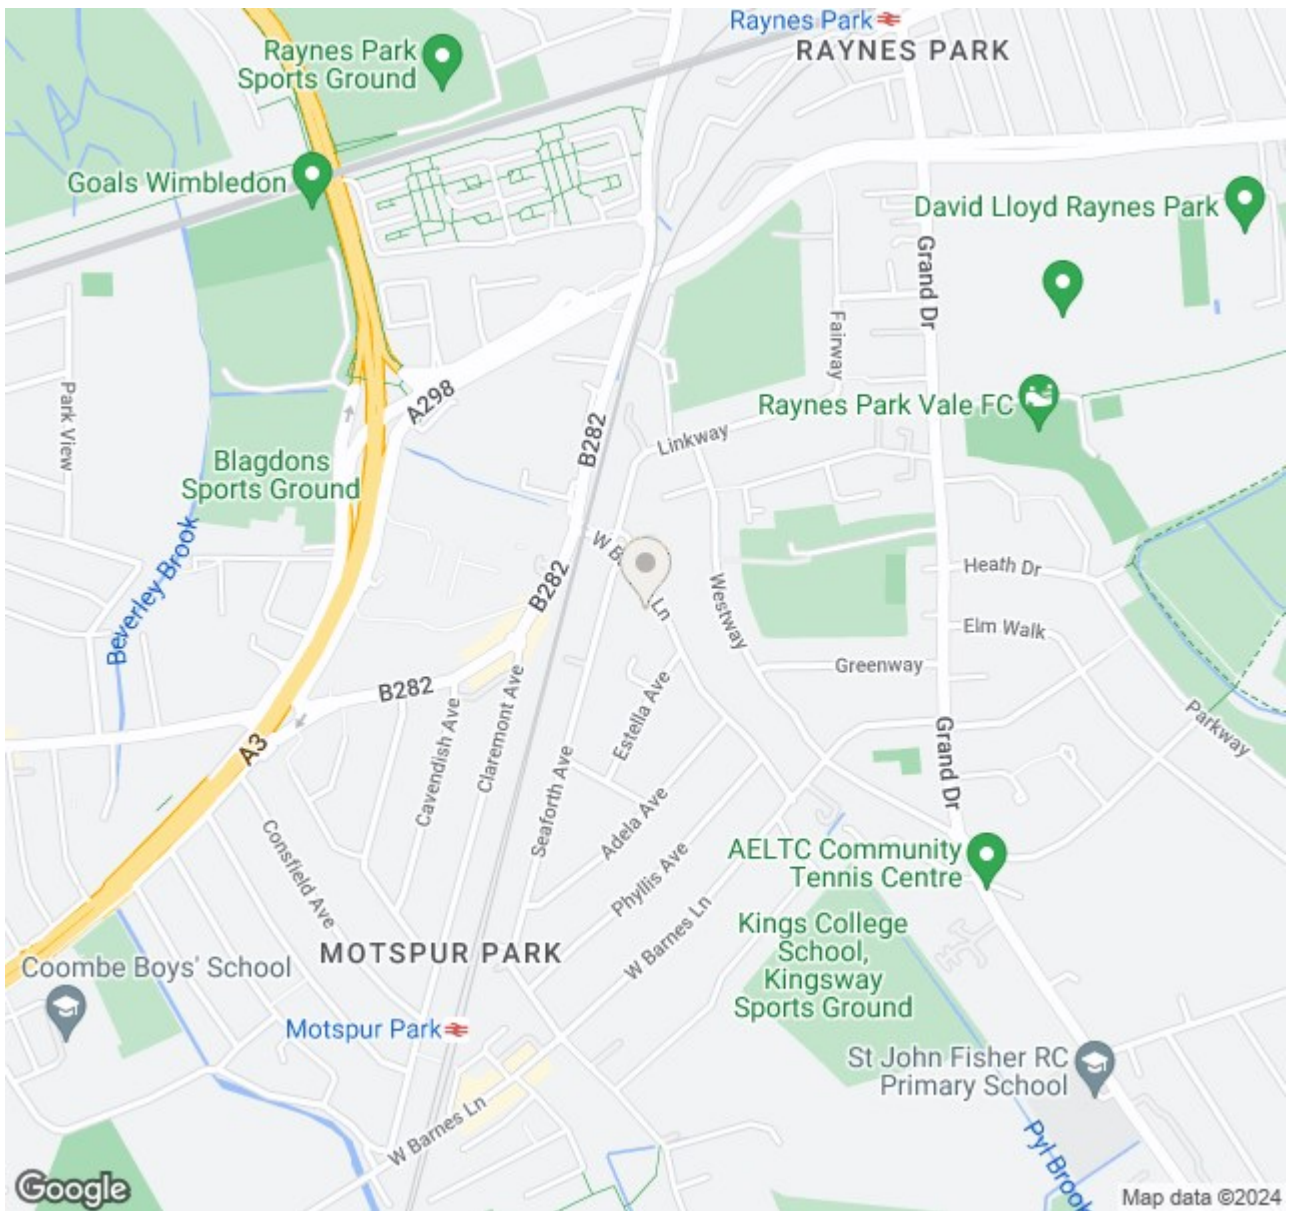 Raynes Park
RAYNES PARK
Raynes Park
Sports Ground
Goals Wimbledon
David Lloyd Raynes Park
Grand Dr
Fairway
Park View
A298
Raynes Park Vale FC
B282
Linkway
Blagdons
Sports Ground
Beverley Brook
W B
Ln
B282
Westway
Heath Dr
Elm Walk
Greenway
B282
Estella Ave
Claremont Ave
Cavendish Ave
Parkway
A3
Grand Dr
Seaforth Ave
Adela Ave
Consfield Ave
Phyllis Ave
AELTC Community
Tennis Centre
W Barnes Ln
Kings College
School,
Kingsway
Sports Ground
MOTSPUR PARK
Coombe Boys' School
Motspur Park
St John Fisher RC
Primary School
W Barnes Ln
Pyl Brook
Google
Map data ©2024